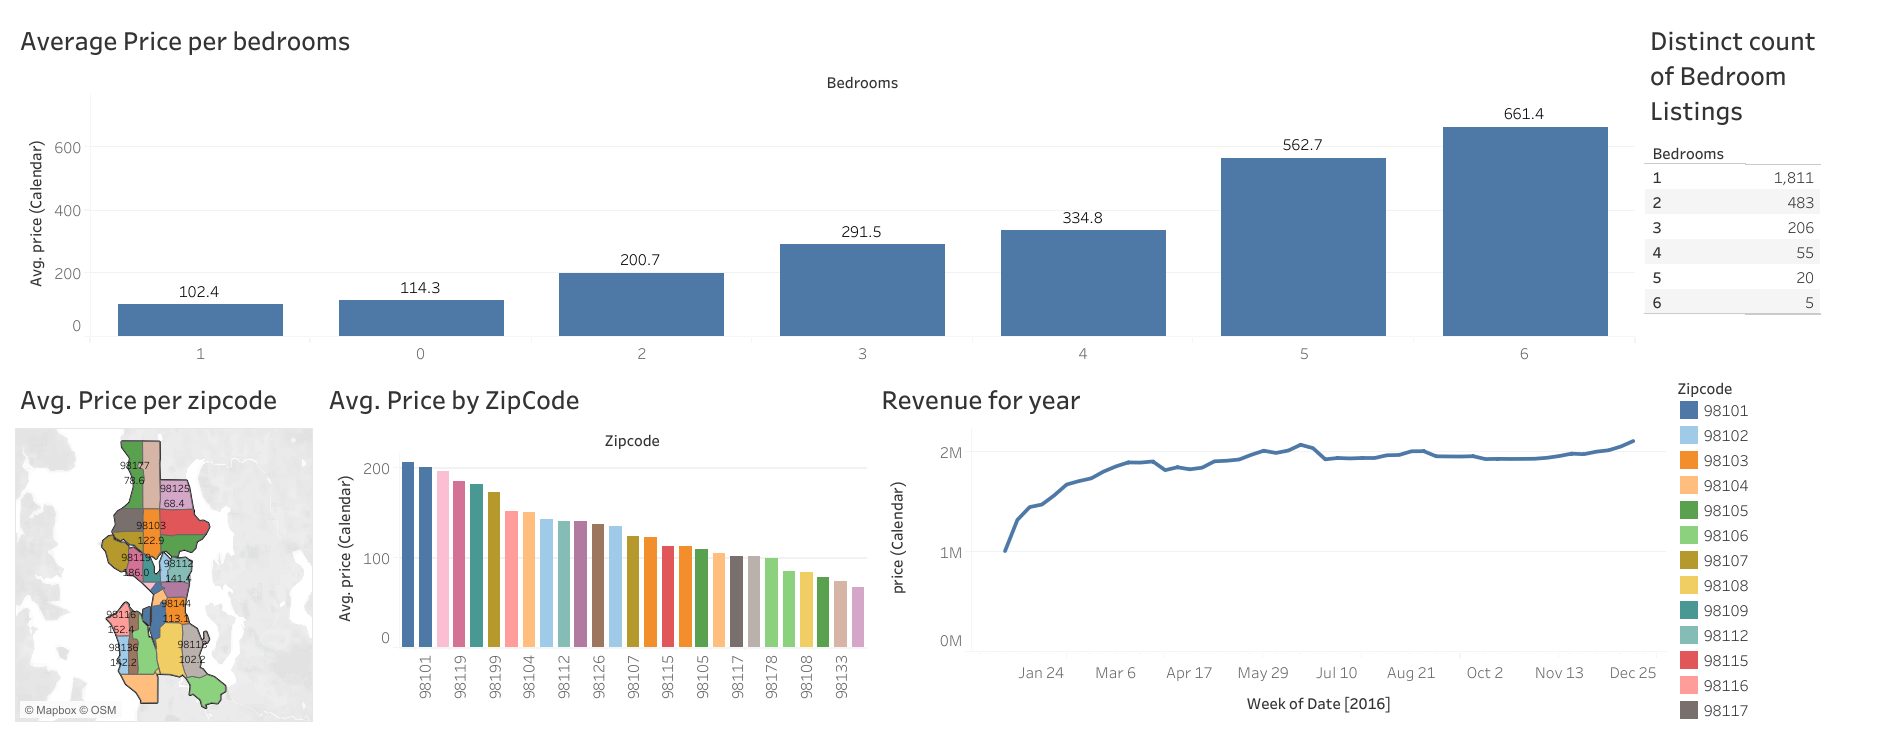 Average Price per bedrooms
Bedrooms
Avg. price (Calendar)
600
400
200
0
102.4
114.3
200.7
291.5
334.8
562.7
661.4
1
0
2
3
4
5
6
Distinct count
of Bedroom
Listings
Bedrooms
1 1,811
2 483
3 206
4 55
5 20
6 5
Avg. Price per zipcode
98177
78.6
98125
68.4
98103
122.9
98119
186.0
98112
141.4
98144
113.1
98116
152.4
98136
142.2
98118
102.2
© Mapbox © OSM
Avg. Price by ZipCode
Zipcode
Avg. price (Calendar)
200
100
0
98101
98119
98199
98104
98112
98126
98107
98115
98105
98117
98178
98108
98133
Revenue for year
price (Calendar)
2M
1M
0M
Jan 24
Mar 6
Apr 17
May 29
Jul 10
Aug 21
Oct 2
Nov 13
Dec 25
Week of Date [2016]
Zipcode
98101
98102
98103
98104
98105
98106
98107
98108
98109
98112
98115
98116
98117